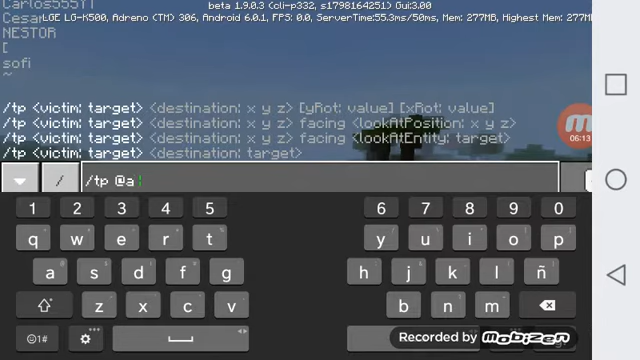 Carlos5551
beta 1.9.0.3 (cli-p332, s1798164251) Gui:3.00
Cesar
LGE LG-K500, Adreno (TM) 306, Android 6.0.1, FPS: 0.0, ServerTime:55.3ms/50ms, Mem: 277MB, Highest Mem: 277M
NESTOR
[
sofi
~
/tp <victim: target> <destination: x y z> [yRot: value] [xRot: value]
/tp <victim: target> <destination: x y z> facing <lookAtPosition: x y z>
/tp <victim: target> <destination: x y z> facing <lookAtEntity: target>
/tp <victim: target> <destination: target>
06:13
/ /tp @a
1 2 3 4 5 6 7 8 9 0
q w e r t y u i o p
a s d f g h j k l ñ
z x c v b n m
☺1#
Recorded by MOBIZEN